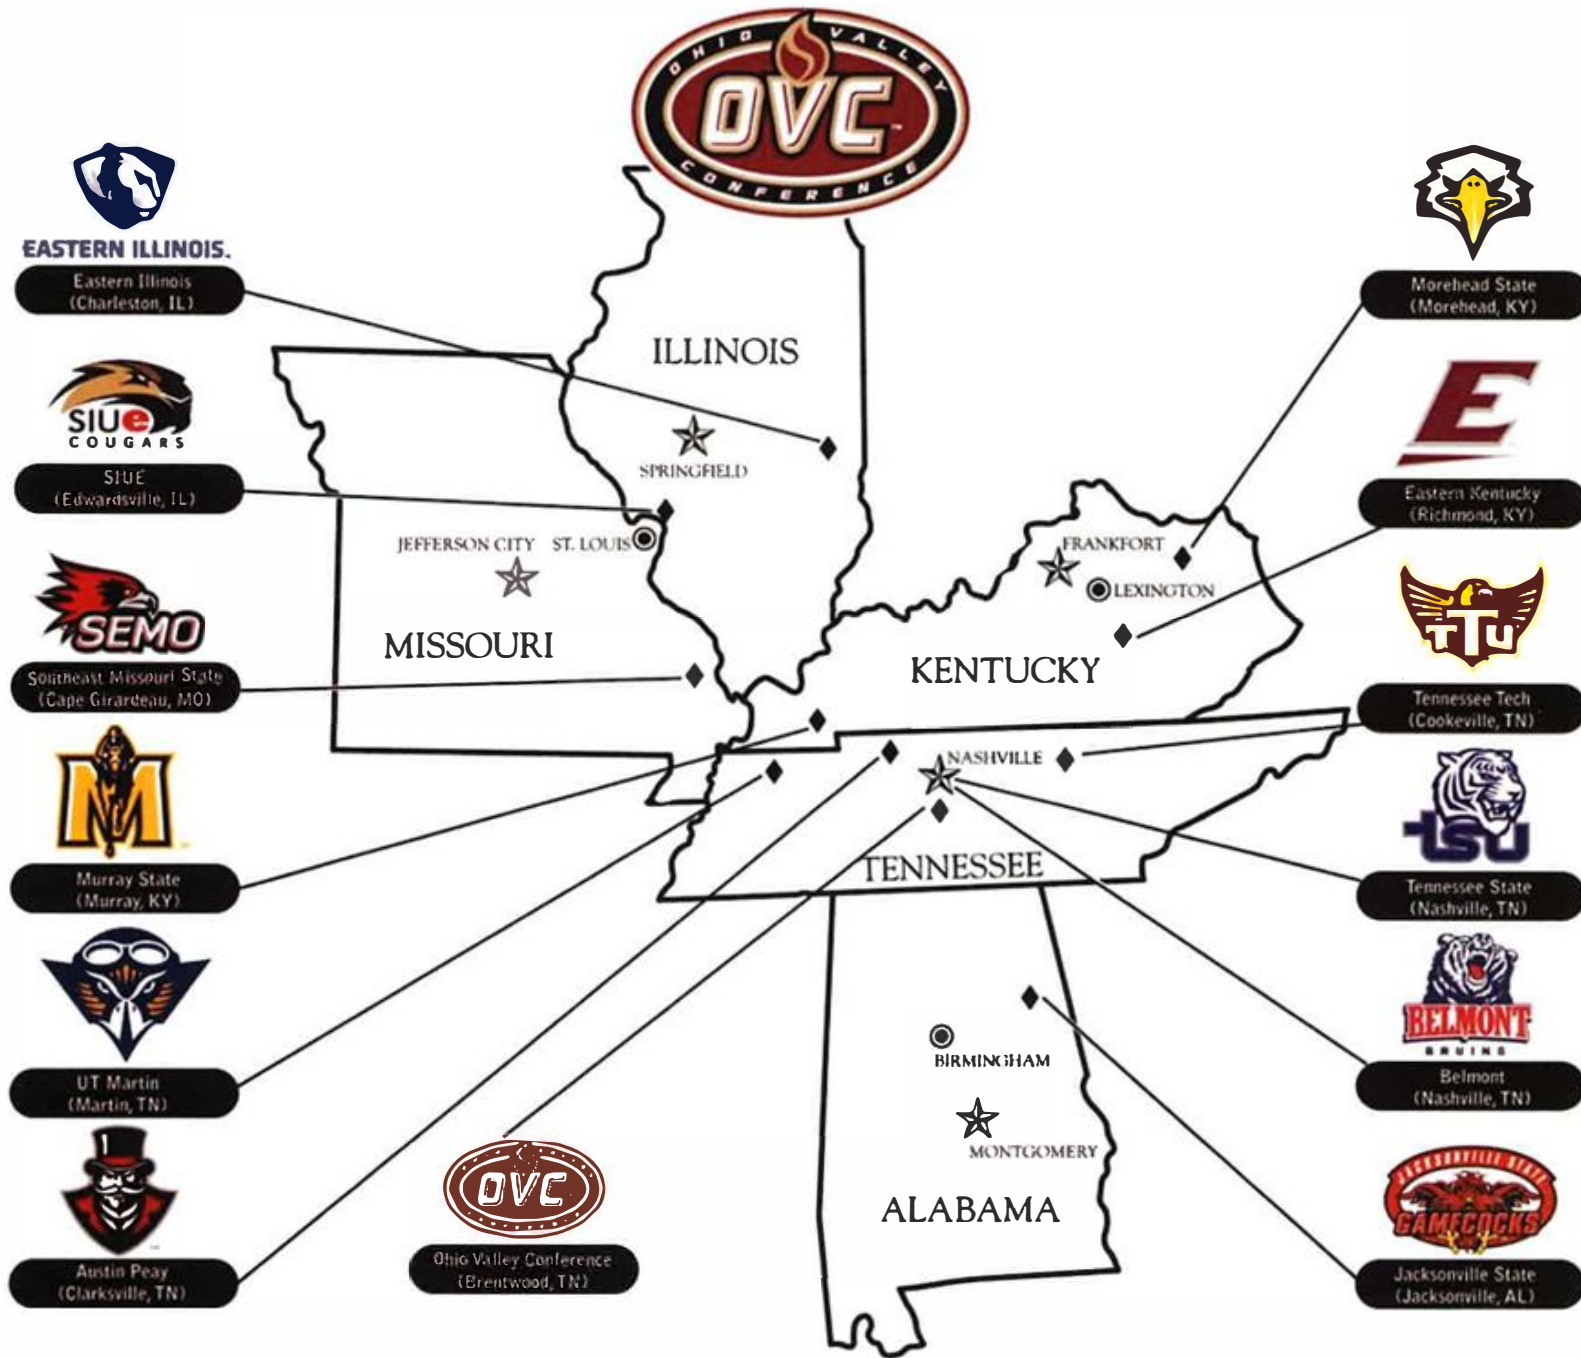 OHIO VALLEY
OVC
CONFERENCE
EASTERN ILLINOIS.
Eastern Illinois
(Charleston, IL)
SIUe
COUGARS
SIUE
(Edwardsville, IL)
SEMO
Southeast Missouri State
(Cape Girardeau, MO)
M
Murray State
(Murray, KY)
UT Martin
(Martin, TN)
Austin Peay
(Clarksville, TN)
ILLINOIS
SPRINGFIELD
JEFFERSON CITY
ST. LOUIS
MISSOURI
FRANKFORT
LEXINGTON
KENTUCKY
NASHVILLE
TENNESSEE
BIRMINGHAM
MONTGOMERY
ALABAMA
OVC
Ohio Valley Conference
(Brentwood, TN)
Morehead State
(Morehead, KY)
E
Eastern Kentucky
(Richmond, KY)
TTU
Tennessee Tech
(Cookeville, TN)
tsu
Tennessee State
(Nashville, TN)
BELMONT
BRUINS
Belmont
(Nashville, TN)
JACKSONVILLE STATE
GAMECOCKS
Jacksonville State
(Jacksonville, AL)